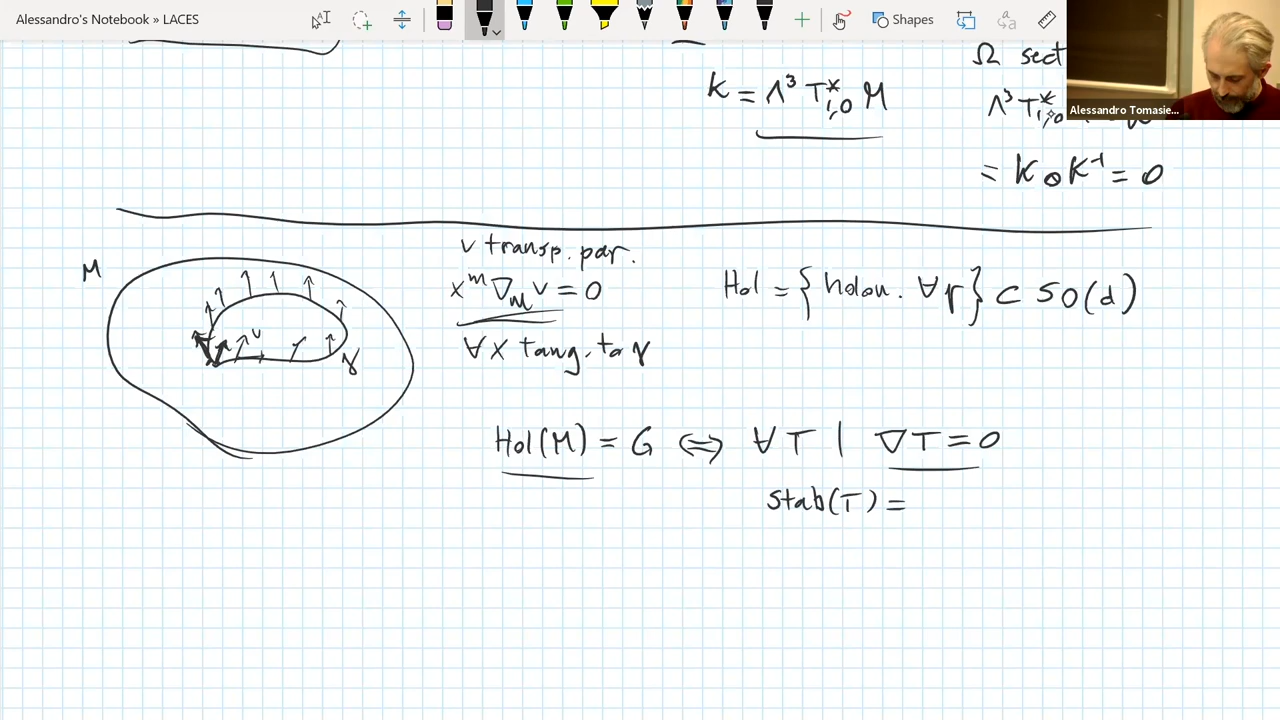 Alessandro's Notebook » LACES
Shapes
Alessandro Tomasie...
Ω sect
K = Λ³ T*₁,₀ M
Λ³ T*₁,₀
= K ⊗ K⁻¹ = 0
v transp. par.
M
xᵐ ∇ₘ v = 0
Hol = { holon. ∀ γ } ⊂ SO(d)
v
∀ x tang. to γ
γ
Hol(M) = G ⇔ ∀ T | ∇T = 0
Stab(T) =